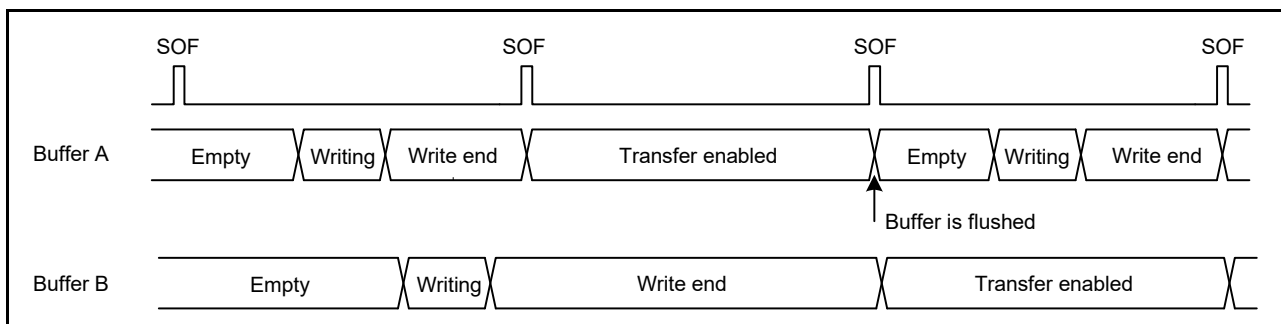 SOF SOF SOF SOF
Buffer A Empty Writing Write end Transfer enabled Empty Writing Write end
Buffer is flushed
Buffer B Empty Writing Write end Transfer enabled